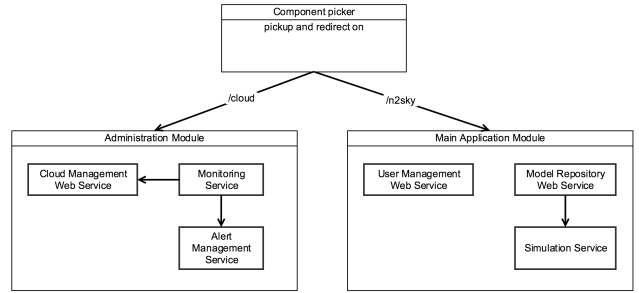 Component picker
pickup and redirect on
/cloud
/n2sky
Administration Module
Cloud Management
Web Service
Monitoring
Service
Alert
Management
Service
Main Application Module
User Management
Web Service
Model Repository
Web Service
Simulation Service